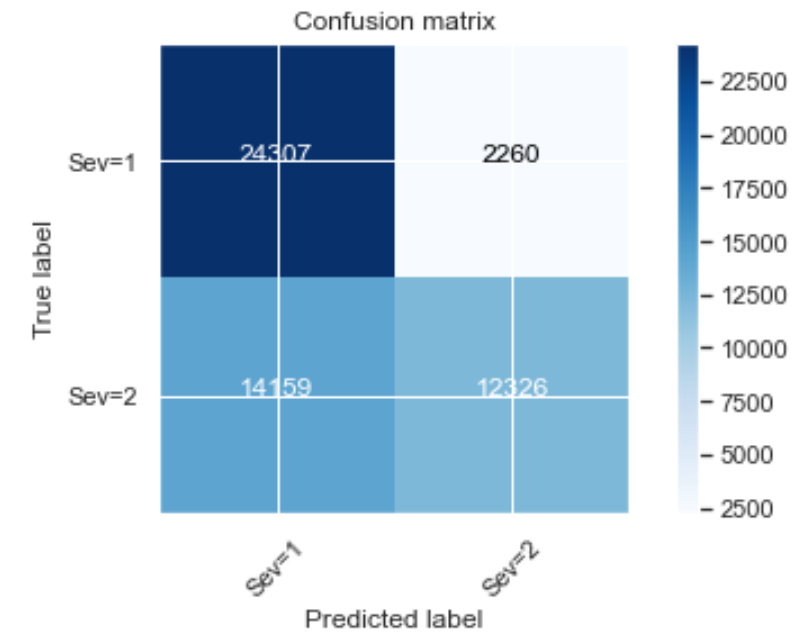 Confusion matrix
True label
Sev=1
24307 2260
Sev=2
14159 12326
Sev=1 Sev=2
Predicted label
22500
20000
17500
15000
12500
10000
7500
5000
2500